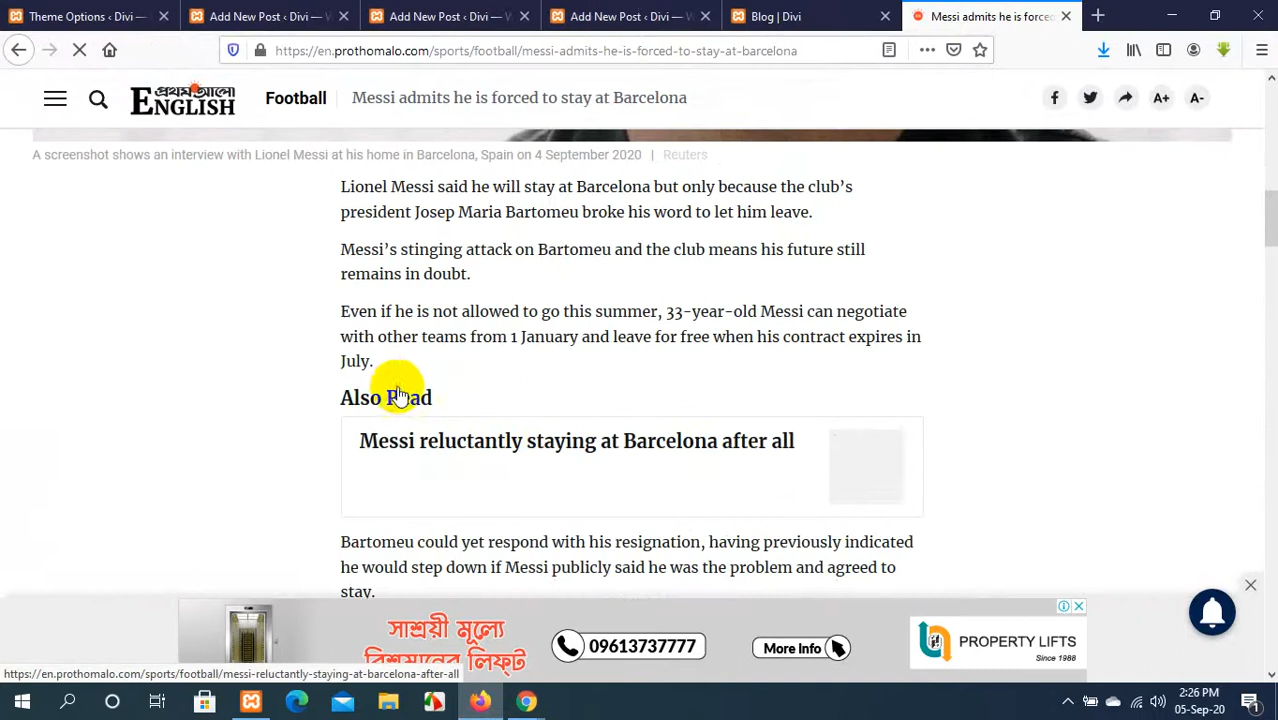 Theme Options ‹ Divi —
Add New Post ‹ Divi — W
Add New Post ‹ Divi — W
Add New Post ‹ Divi — W
Blog | Divi
Messi admits he is forced
https://en.prothomalo.com/sports/football/messi-admits-he-is-forced-to-stay-at-barcelona
প্রথম আলো
ENGLISH
Football
Messi admits he is forced to stay at Barcelona
A+
A-
A screenshot shows an interview with Lionel Messi at his home in Barcelona, Spain on 4 September 2020 | Reuters
Lionel Messi said he will stay at Barcelona but only because the club’s
president Josep Maria Bartomeu broke his word to let him leave.
Messi’s stinging attack on Bartomeu and the club means his future still
remains in doubt.
Even if he is not allowed to go this summer, 33-year-old Messi can negotiate
with other teams from 1 January and leave for free when his contract expires in
July.
Also Read
Messi reluctantly staying at Barcelona after all
Bartomeu could yet respond with his resignation, having previously indicated
he would step down if Messi publicly said he was the problem and agreed to
stay.
সাশ্রয়ী মূল্যে
বিশ্বমানের লিফ্‌ট
09613737777
More Info
PROPERTY LIFTS
Since 1988
https://en.prothomalo.com/sports/football/messi-reluctantly-staying-at-barcelona-after-all
2:26 PM
05-Sep-20
1